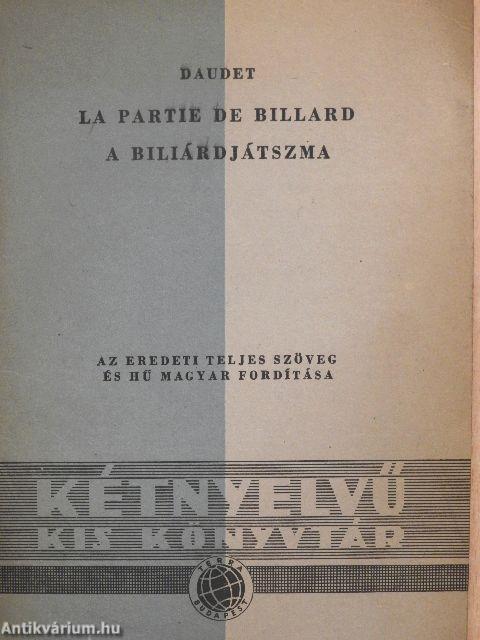 DAUDET
LA PARTIE DE BILLARD
A BILIÁRDJÁTSZMA
AZ EREDETI TELJES SZÖVEG
ÉS HŰ MAGYAR FORDÍTÁSA
KÉTNYELVŰ
KIS KÖNYVTÁR
TERRA
BUDAPEST
Antikvárium.hu